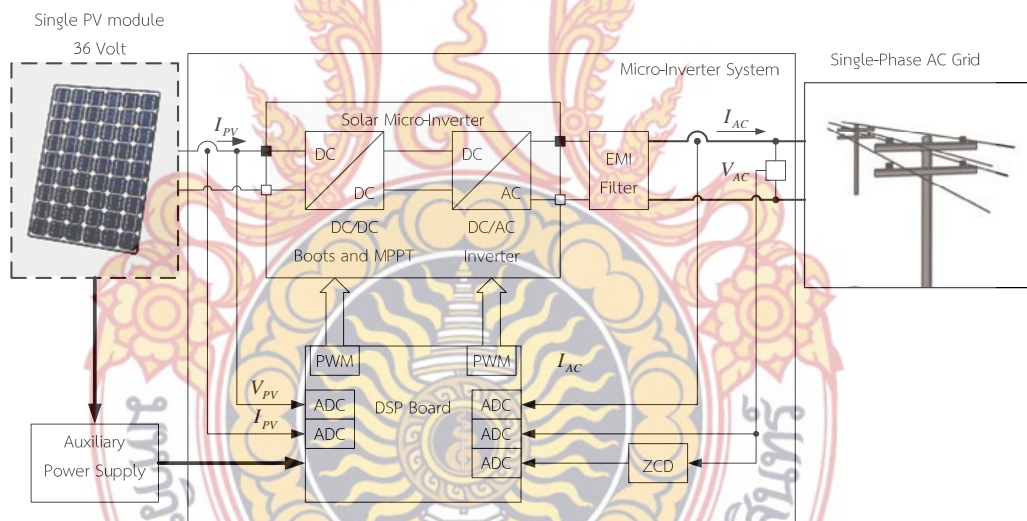 Single PV module
36 Volt
Micro-Inverter System
Single-Phase AC Grid
I_PV
Solar Micro-Inverter
DC
DC
DC
AC
EMI
Filter
I_AC
V_AC
DC/DC
Boots and MPPT
DC/AC
Inverter
PWM
PWM
I_AC
V_PV
I_PV
ADC
ADC
DSP Board
ADC
ADC
ADC
ZCD
Auxiliary
Power Supply